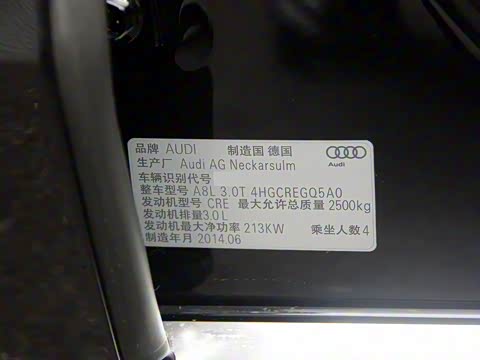 品牌 AUDI 制造国 德国
生产厂 Audi AG Neckarsulm
Audi
车辆识别代号
整车型号 A8L 3.0T 4HGCREGQ5A0
发动机型号 CRE 最大允许总质量 2500kg
发动机排量3.0L
发动机最大净功率 213KW 乘坐人数 4
制造年月 2014.06